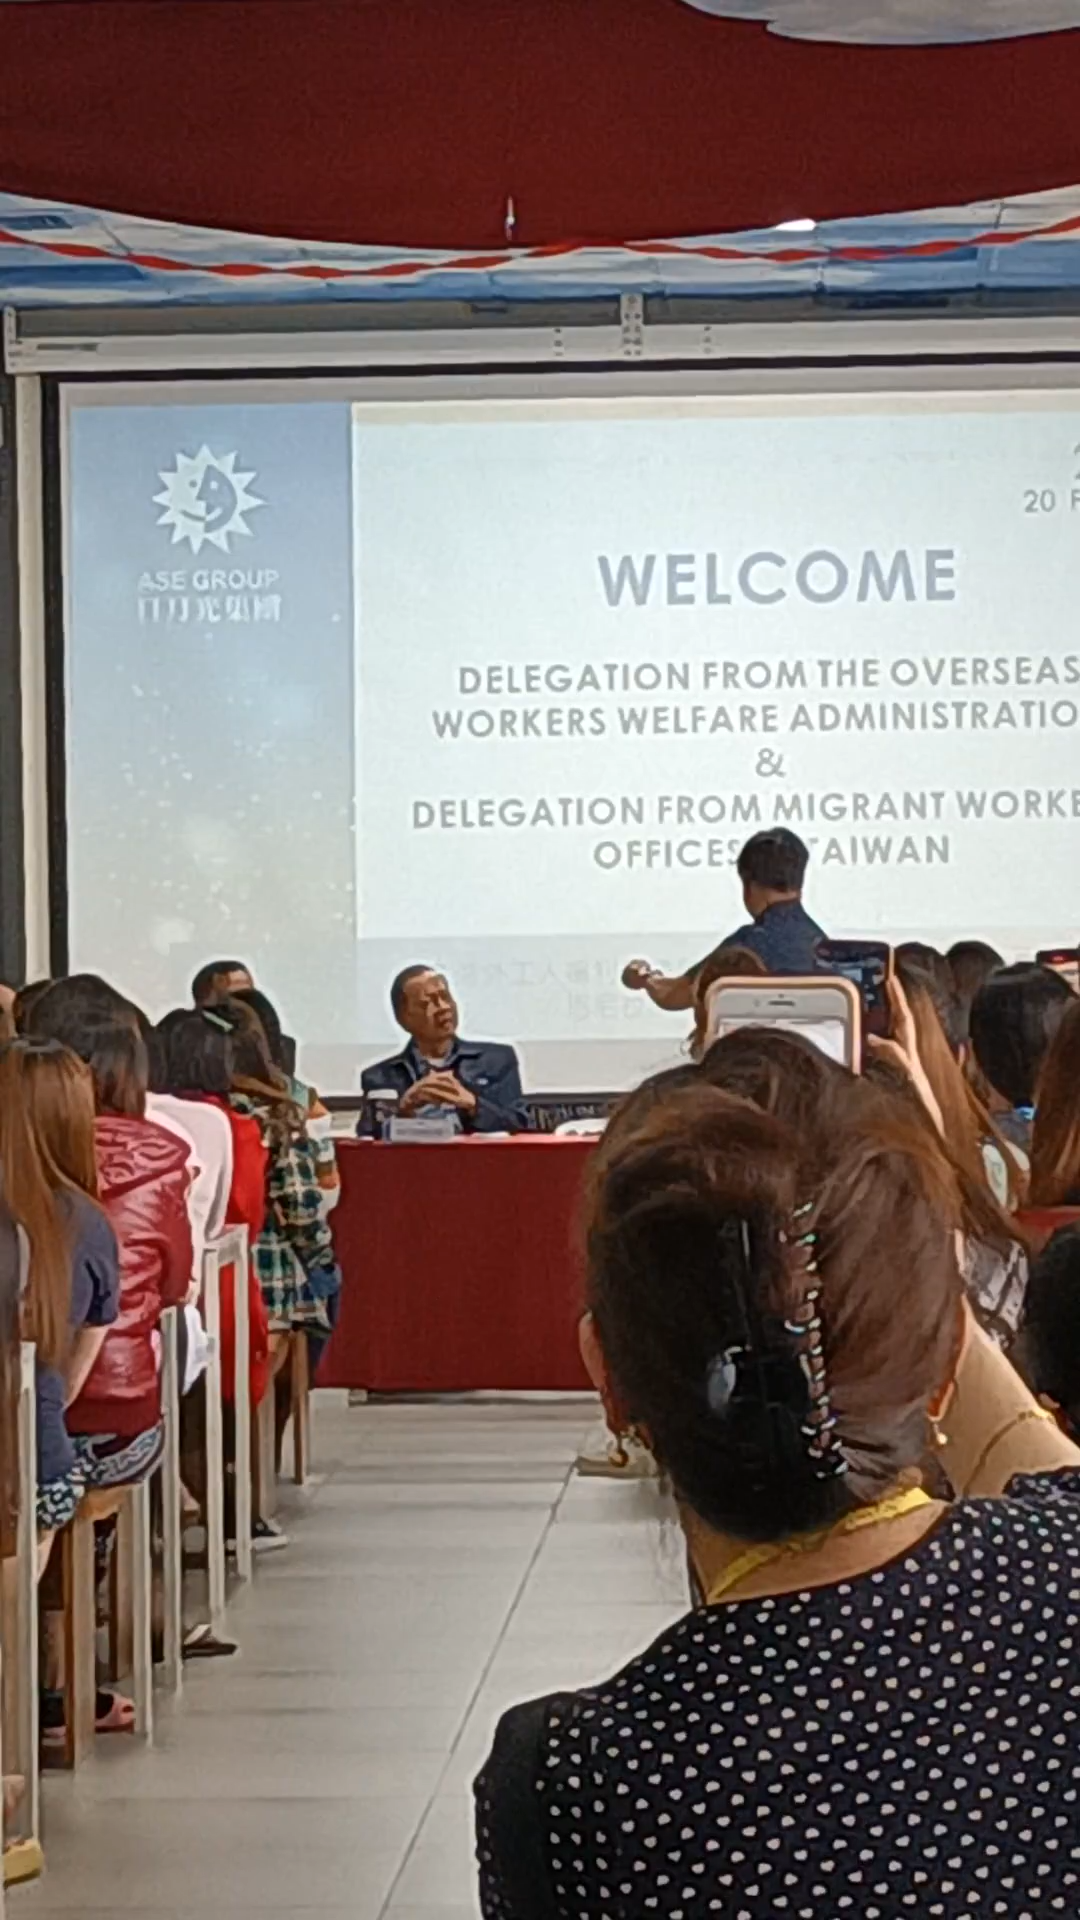 ASE GROUP
日月光集團
20 F
WELCOME
DELEGATION FROM THE OVERSEAS
WORKERS WELFARE ADMINISTRATIO
&
DELEGATION FROM MIGRANT WORKE
OFFICES TAIWAN